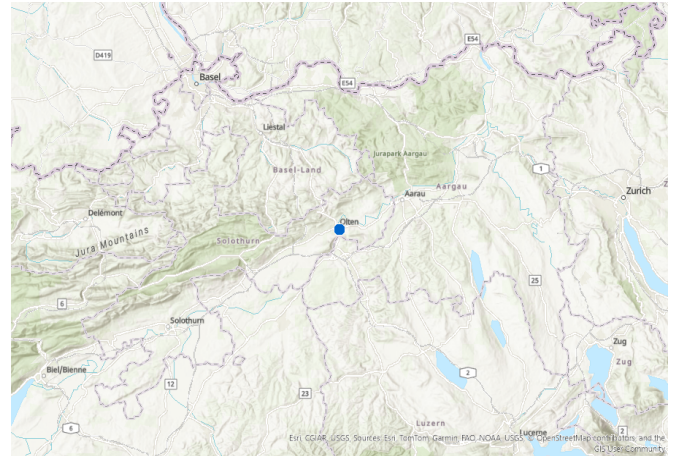 E54
D419
Basel
E54
Liestal
Jurapark Aargau
Basel-Land
1
Aargau
Aarau
Zurich
Delémont
Olten
Jura Mountains
Solothurn
25
6
Solothurn
Zug
Zug
Biel/Bienne
2
12
23
Luzern
6
Lucerne
2
Esri, CGIAR, USGS, Sources: Esri, TomTom, Garmin, FAO, NOAA, USGS, © OpenStreetMap contributors, and the
GIS User Community